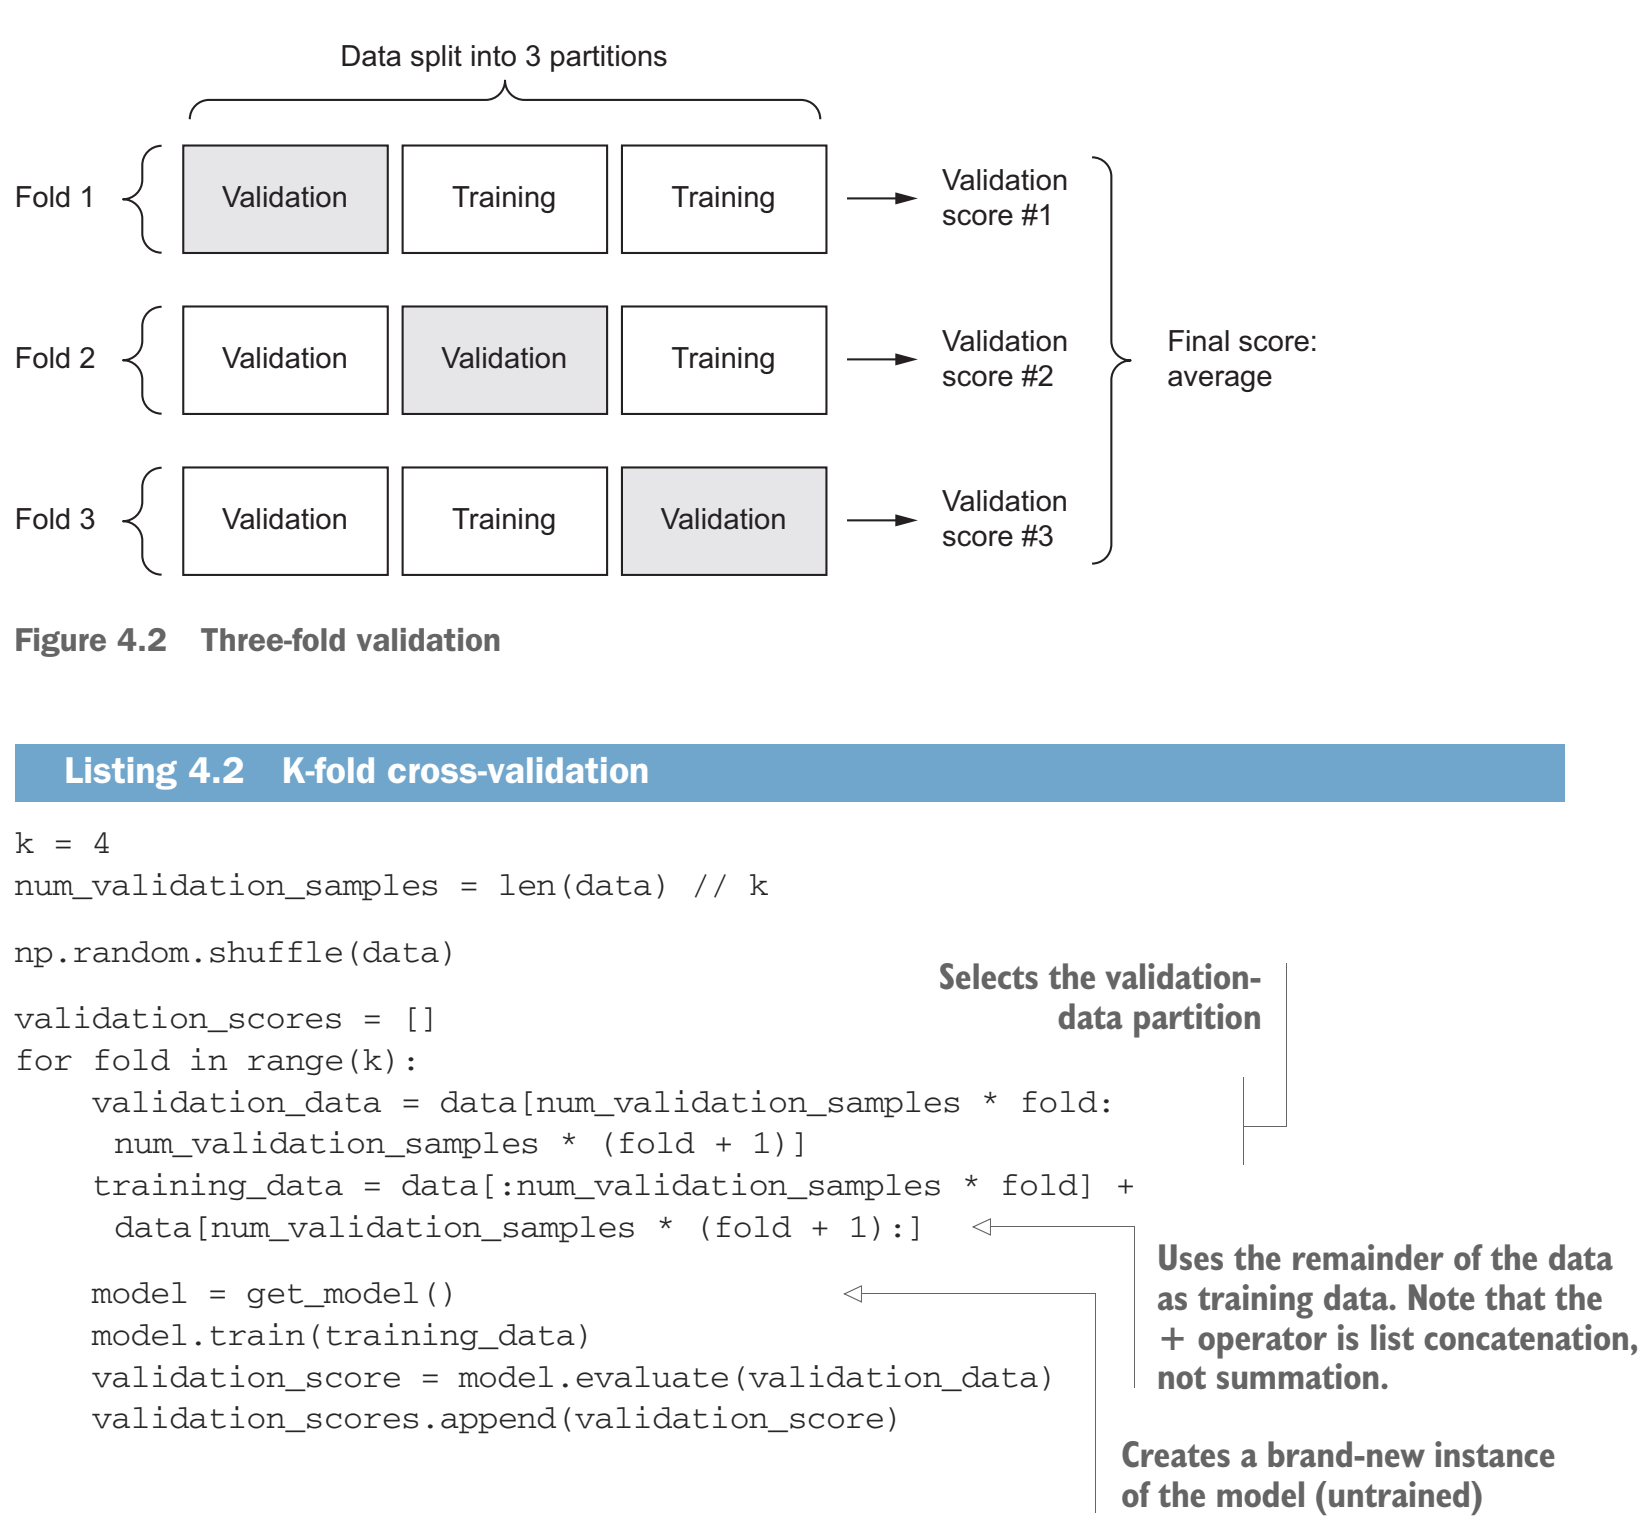 Data split into 3 partitions
Fold 1
Validation
Training
Training
Validation
score #1
Fold 2
Validation
Validation
Training
Validation
score #2
Final score:
average
Fold 3
Validation
Training
Validation
Validation
score #3
Figure 4.2 Three-fold validation
Listing 4.2 K-fold cross-validation
k = 4
num_validation_samples = len(data) // k
np.random.shuffle(data)
validation_scores = []
for fold in range(k):
validation_data = data[num_validation_samples * fold:
num_validation_samples * (fold + 1)]
training_data = data[:num_validation_samples * fold] +
data[num_validation_samples * (fold + 1):]
model = get_model()
model.train(training_data)
validation_score = model.evaluate(validation_data)
validation_scores.append(validation_score)
Selects the validation-
data partition
Uses the remainder of the data
as training data. Note that the
+ operator is list concatenation,
not summation.
Creates a brand-new instance
of the model (untrained)